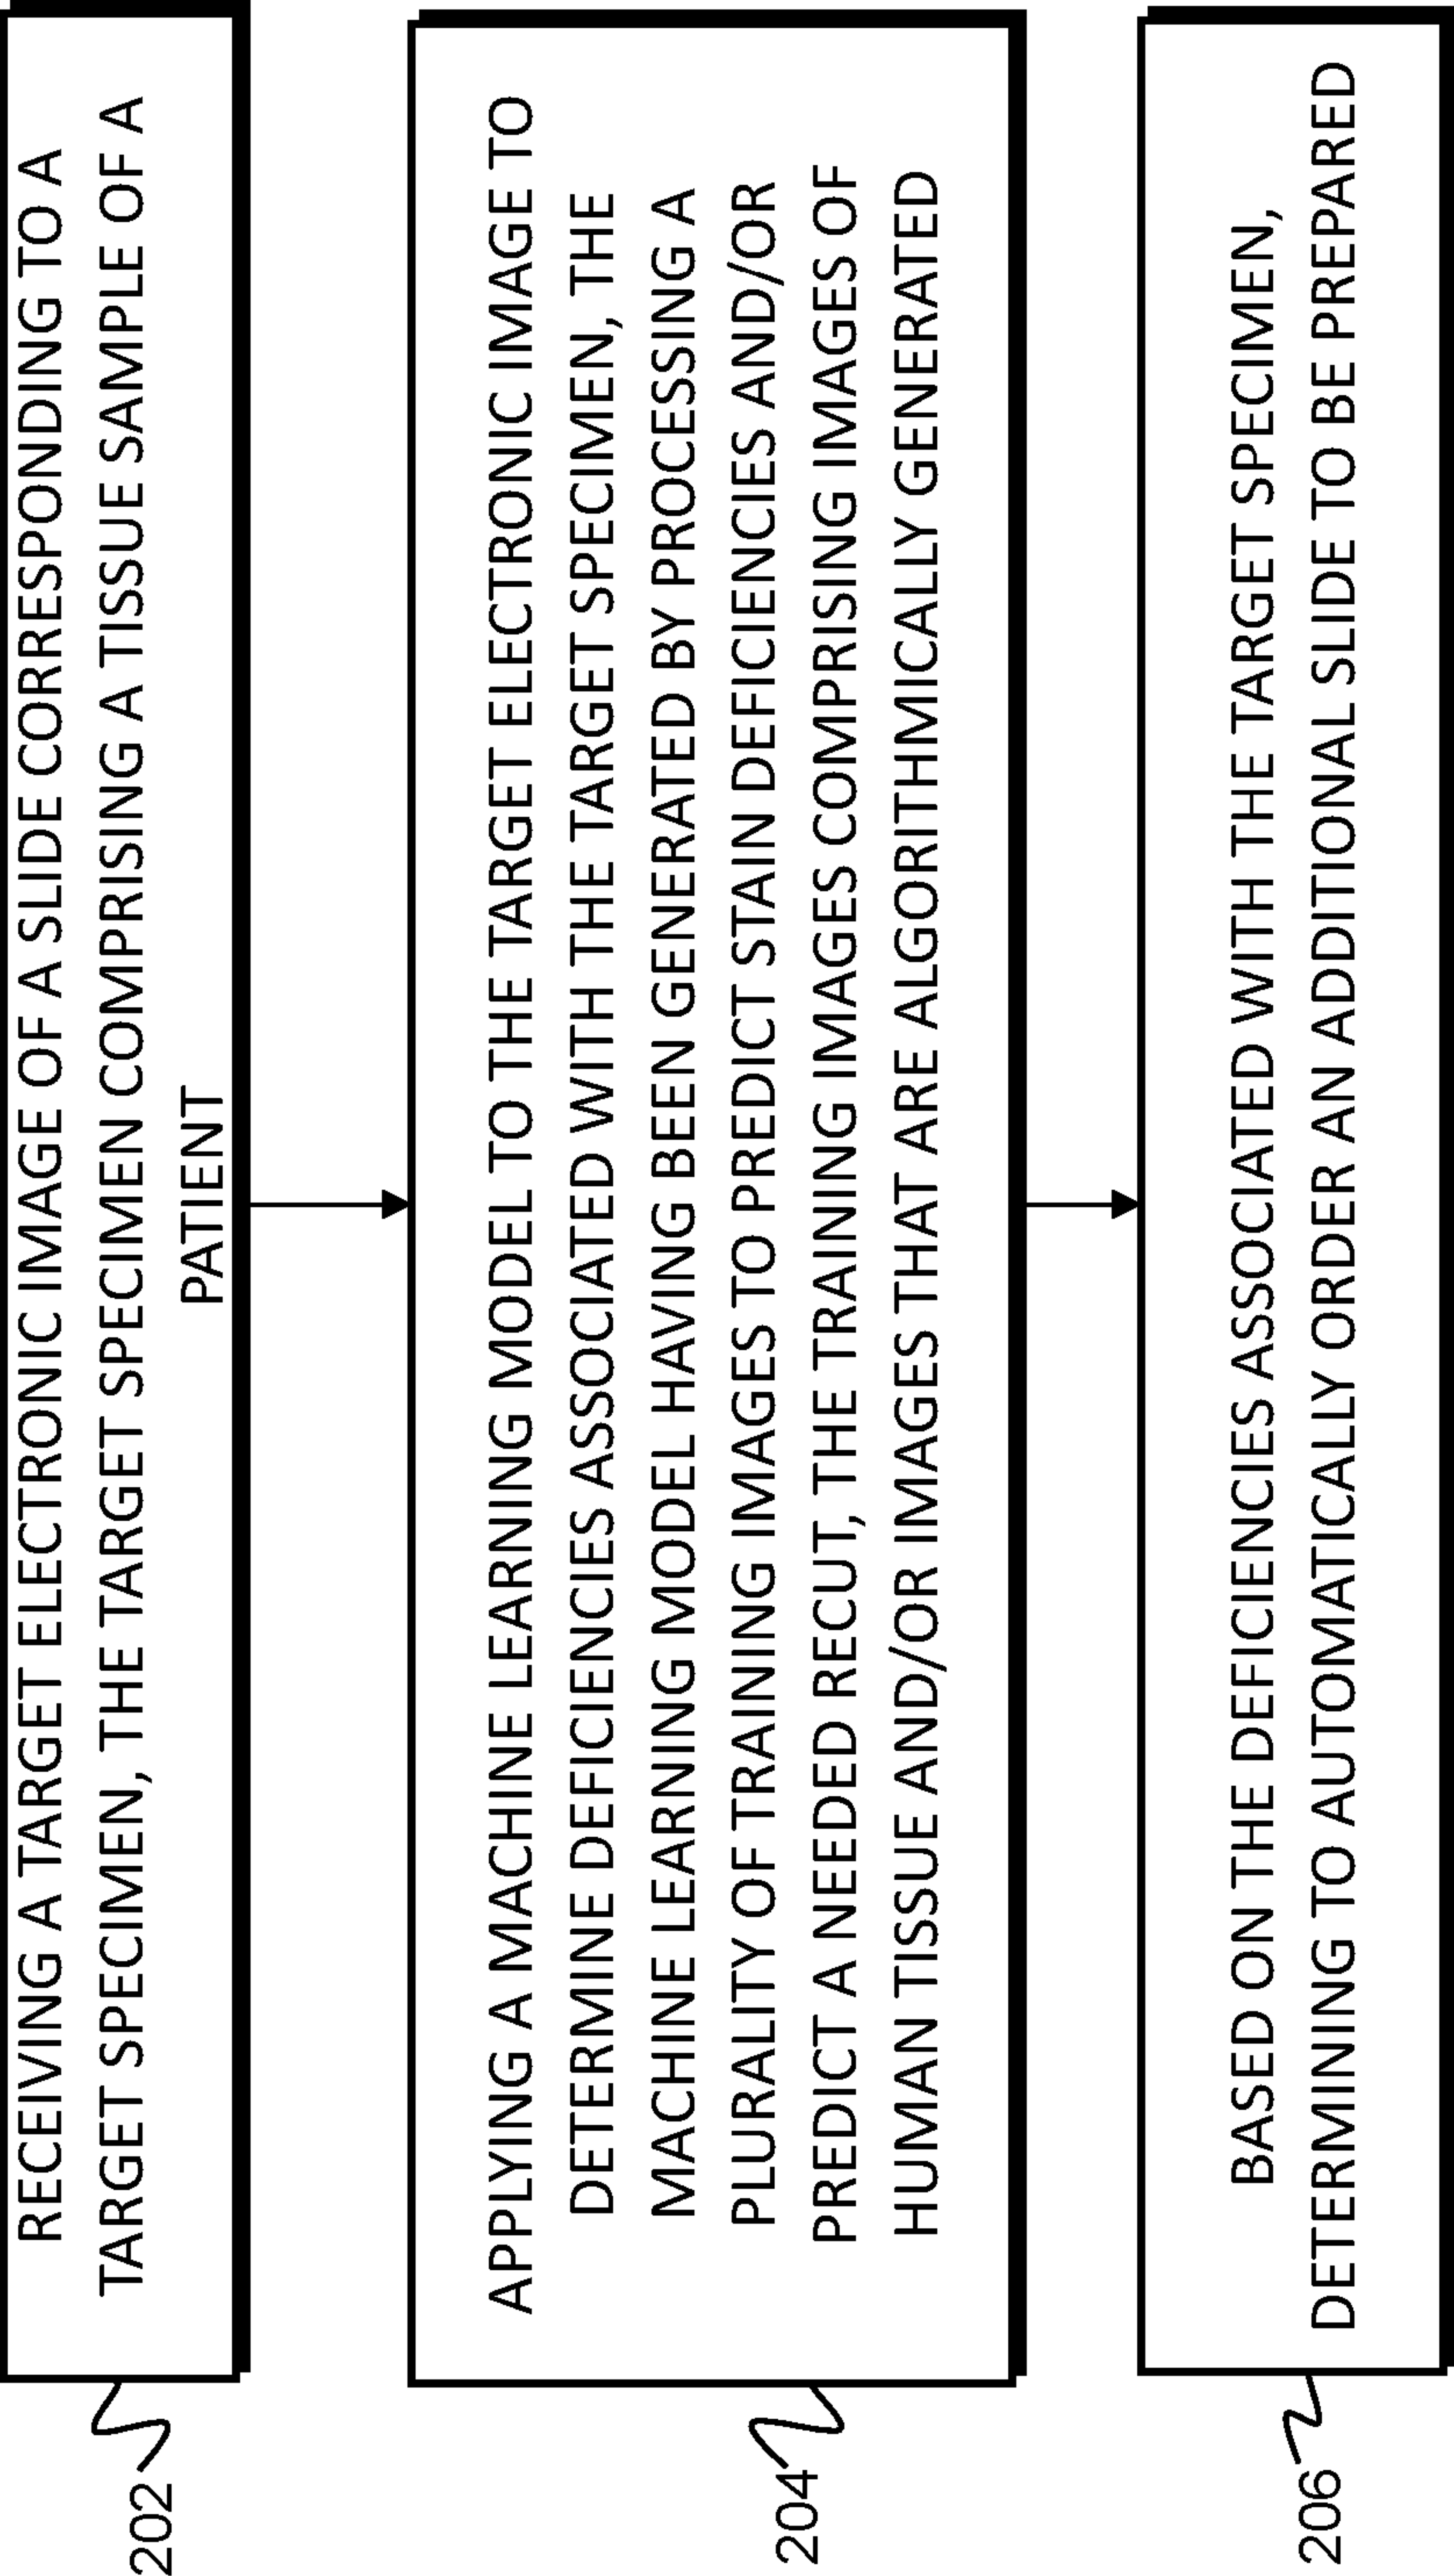 RECEIVING A TARGET ELECTRONIC IMAGE OF A SLIDE CORRESPONDING TO A
TARGET SPECIMEN, THE TARGET SPECIMEN COMPRISING A TISSUE SAMPLE OF A
PATIENT
202
APPLYING A MACHINE LEARNING MODEL TO THE TARGET ELECTRONIC IMAGE TO
DETERMINE DEFICIENCIES ASSOCIATED WITH THE TARGET SPECIMEN, THE
MACHINE LEARNING MODEL HAVING BEEN GENERATED BY PROCESSING A
PLURALITY OF TRAINING IMAGES TO PREDICT STAIN DEFICIENCIES AND/OR
PREDICT A NEEDED RECUT, THE TRAINING IMAGES COMPRISING IMAGES OF
HUMAN TISSUE AND/OR IMAGES THAT ARE ALGORITHMICALLY GENERATED
204
BASED ON THE DEFICIENCIES ASSOCIATED WITH THE TARGET SPECIMEN,
DETERMINING TO AUTOMATICALLY ORDER AN ADDITIONAL SLIDE TO BE PREPARED
206